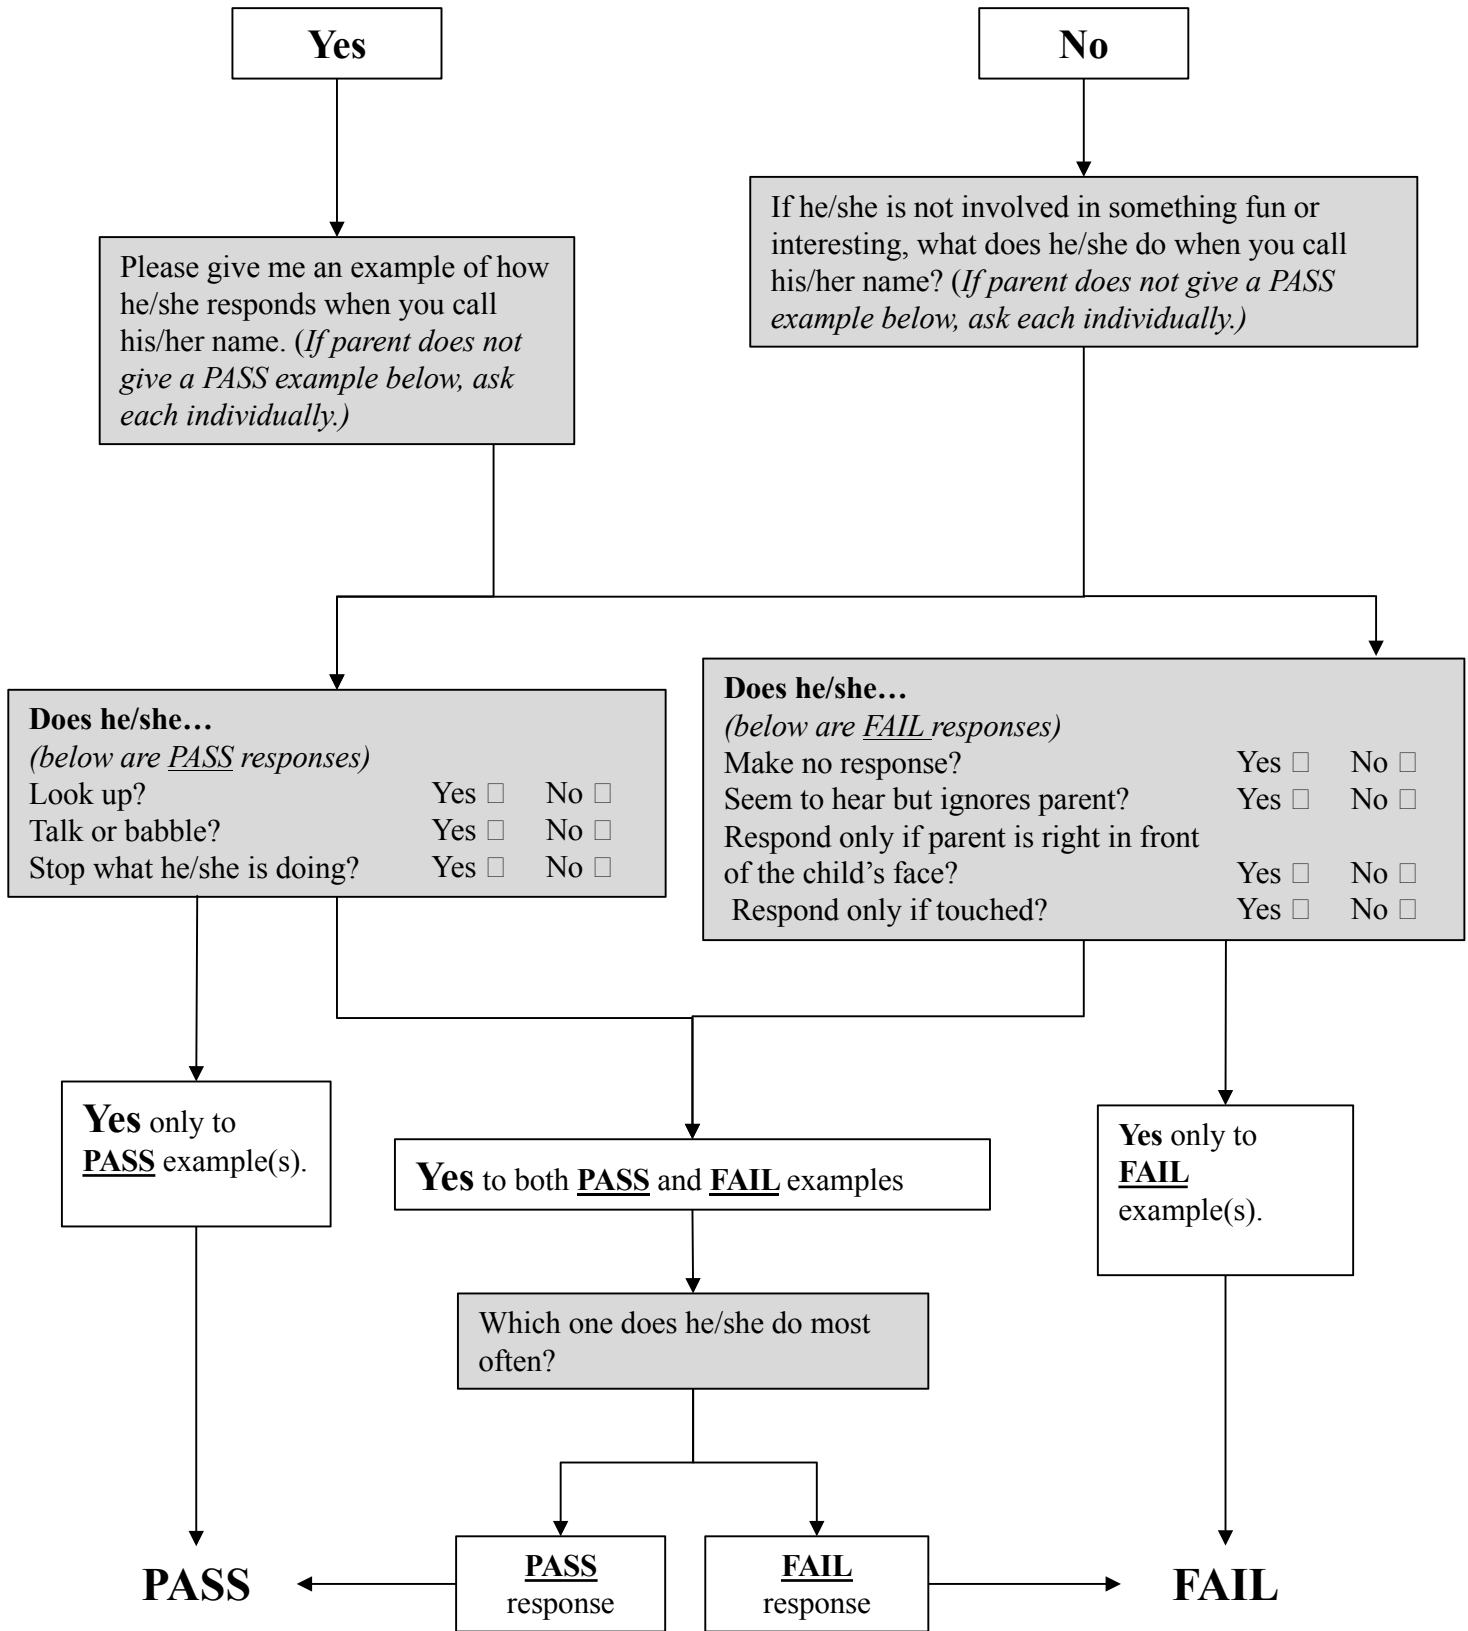 Yes
No
Please give me an example of how
he/she responds when you call
his/her name. (If parent does not
give a PASS example below, ask
each individually.)
If he/she is not involved in something fun or
interesting, what does he/she do when you call
his/her name? (If parent does not give a PASS
example below, ask each individually.)
Does he/she…
(below are PASS responses)
Look up? Yes □ No □
Talk or babble? Yes □ No □
Stop what he/she is doing? Yes □ No □
Does he/she…
(below are FAIL responses)
Make no response? Yes □ No □
Seem to hear but ignores parent? Yes □ No □
Respond only if parent is right in front
of the child’s face? Yes □ No □
Respond only if touched? Yes □ No □
Yes only to
PASS example(s).
Yes to both PASS and FAIL examples
Yes only to
FAIL
example(s).
Which one does he/she do most
often?
PASS
PASS
response
FAIL
response
FAIL